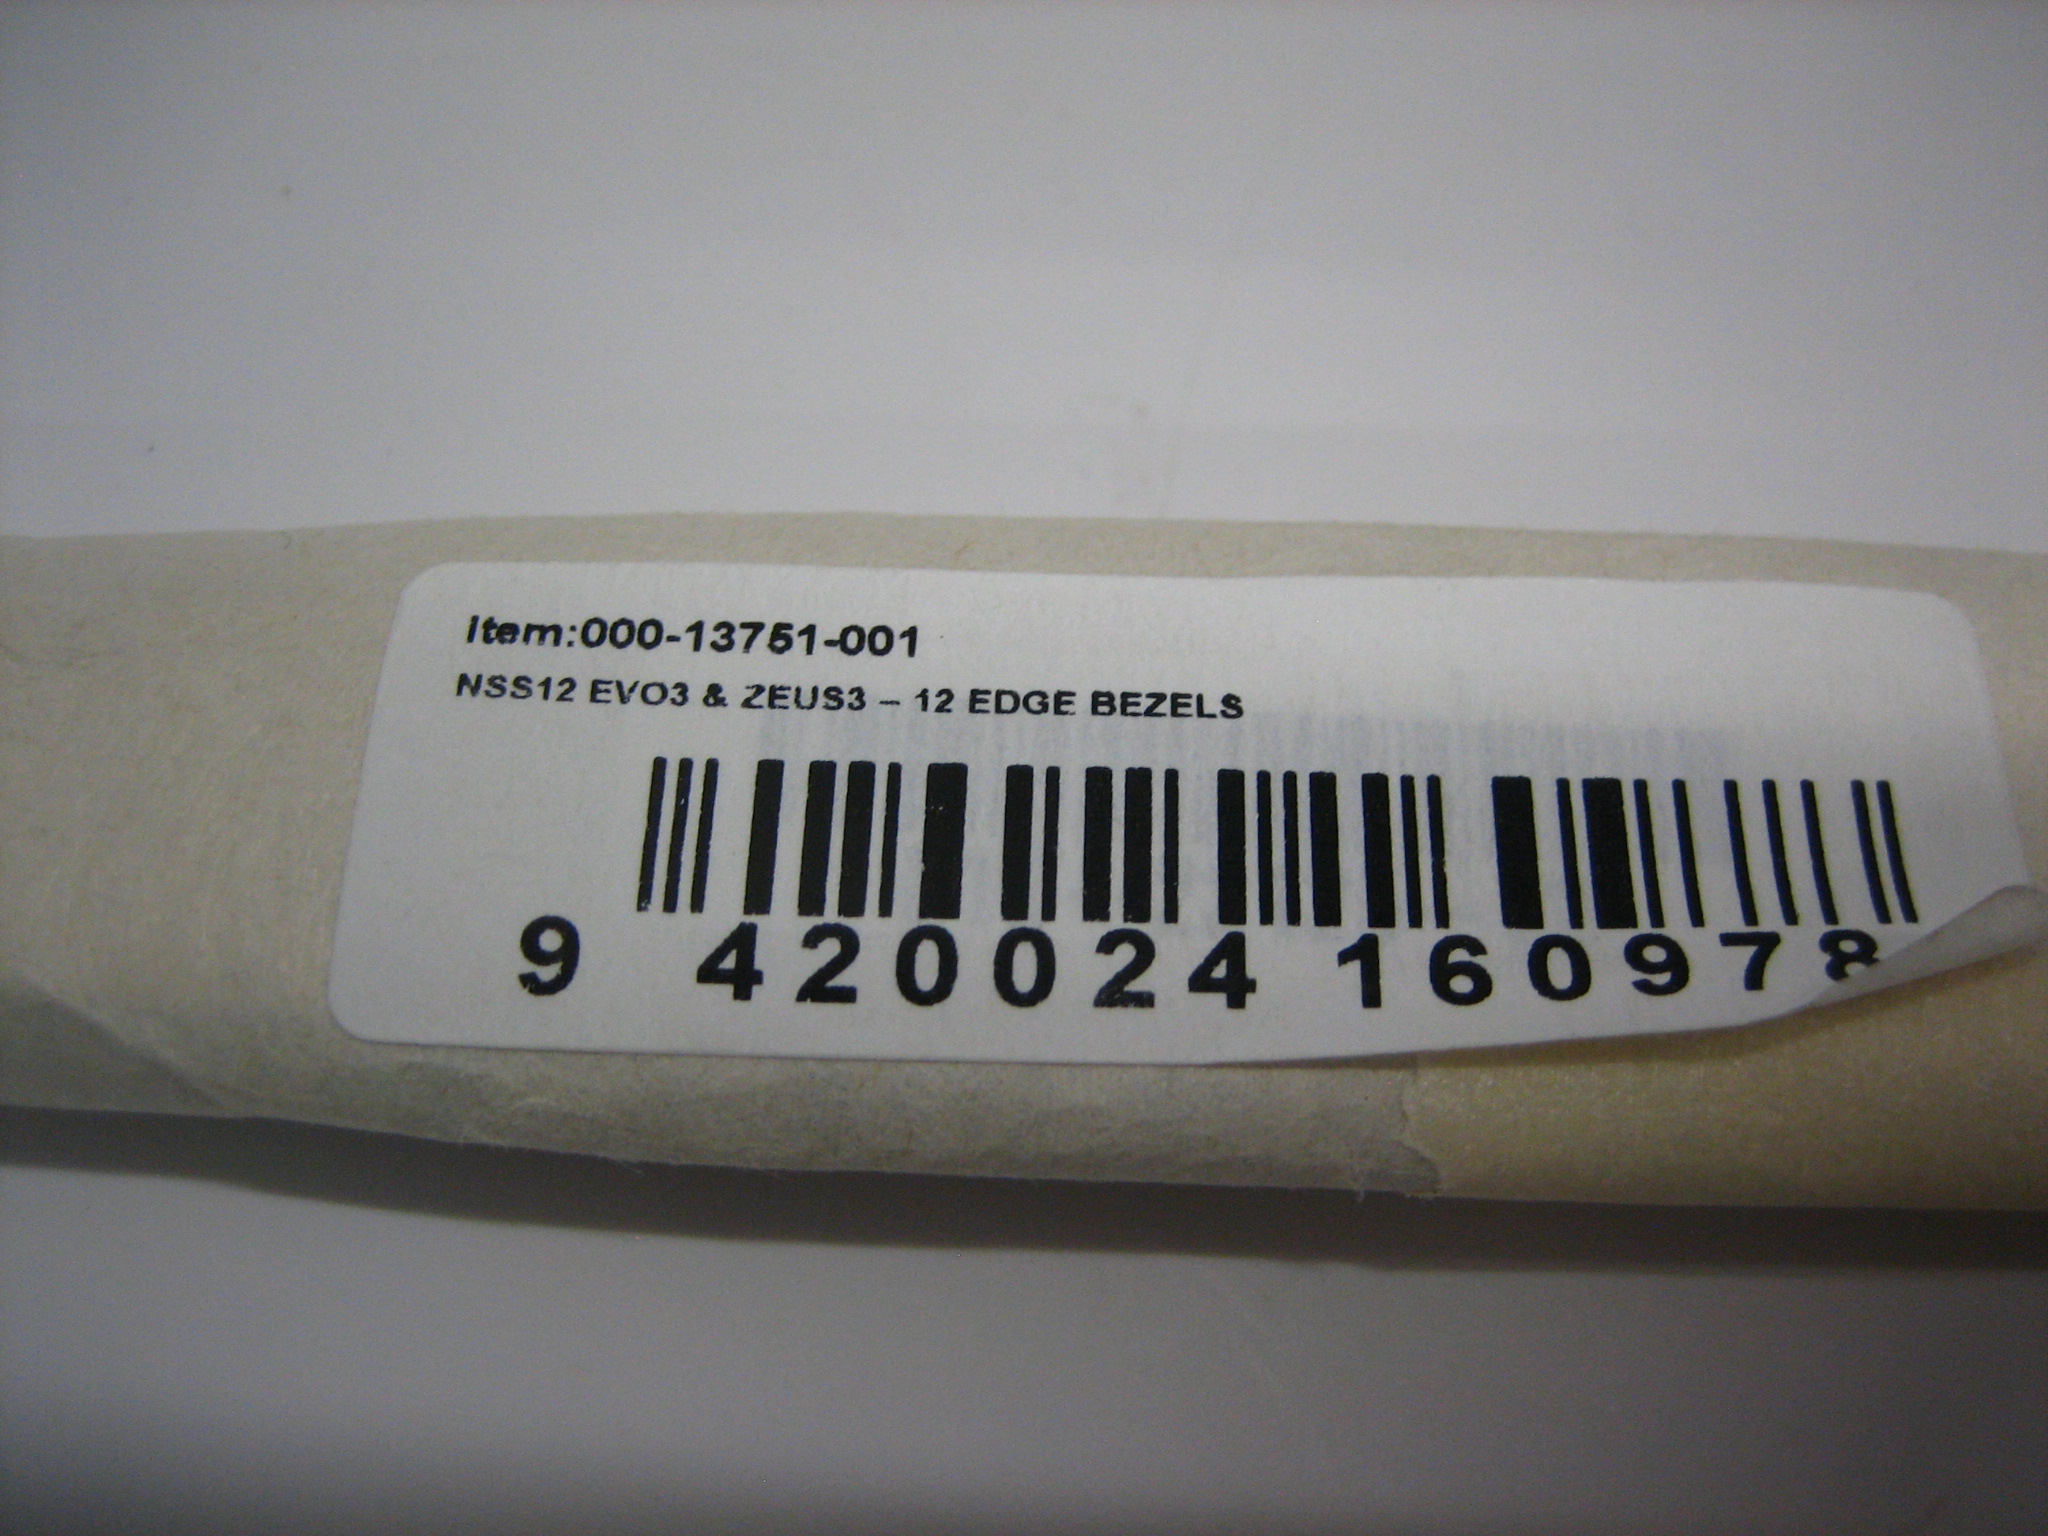 Item:000-13751-001
NSS12 EVO3 & ZEUS3 – 12 EDGE BEZELS
9 420024 160978